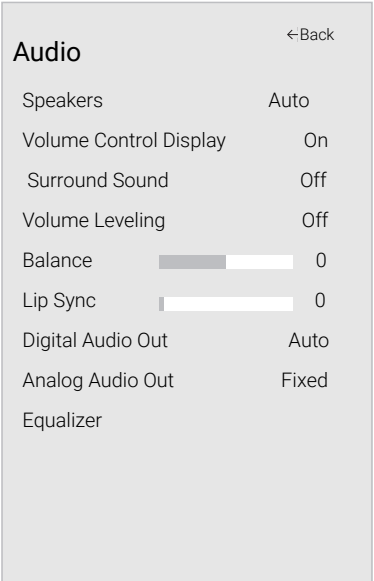 ←Back
Audio
Speakers Auto
Volume Control Display On
Surround Sound Off
Volume Leveling Off
Balance 0
Lip Sync 0
Digital Audio Out Auto
Analog Audio Out Fixed
Equalizer